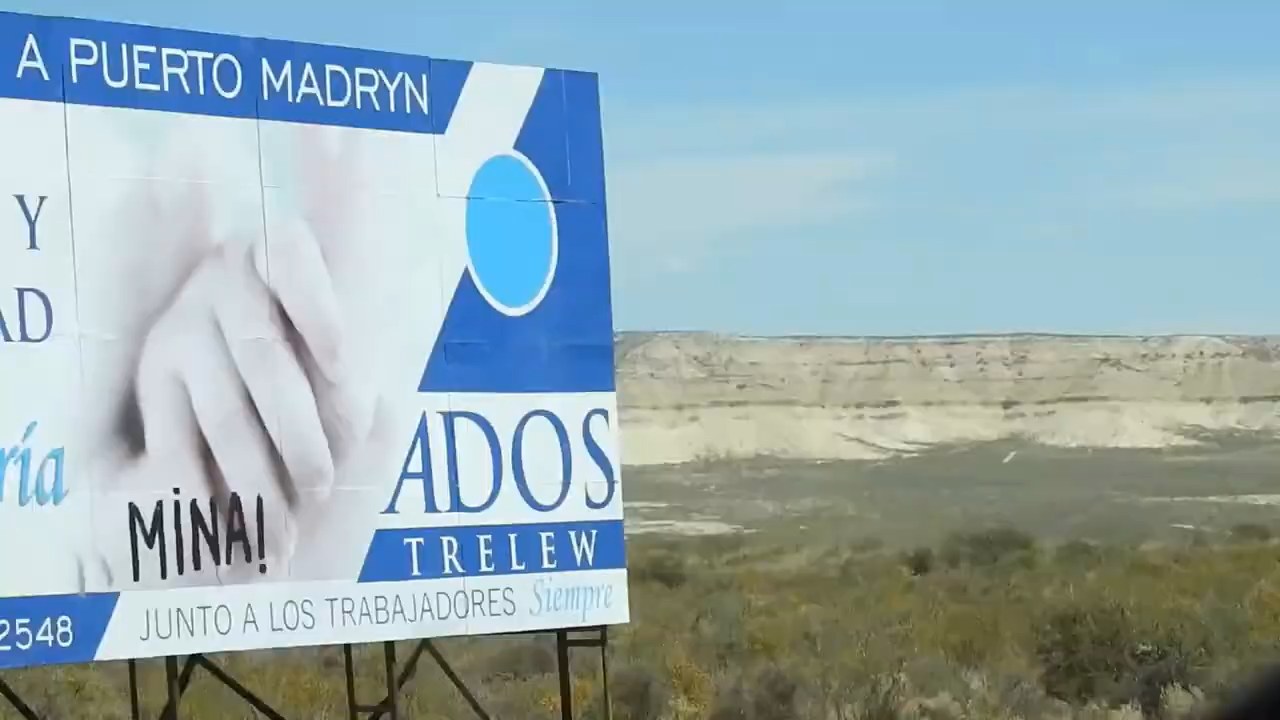 A PUERTO MADRYN
Y
AD
ría
ADOS
TRELEW
MiNA!
JUNTO A LOS TRABAJADORES Siempre
2548